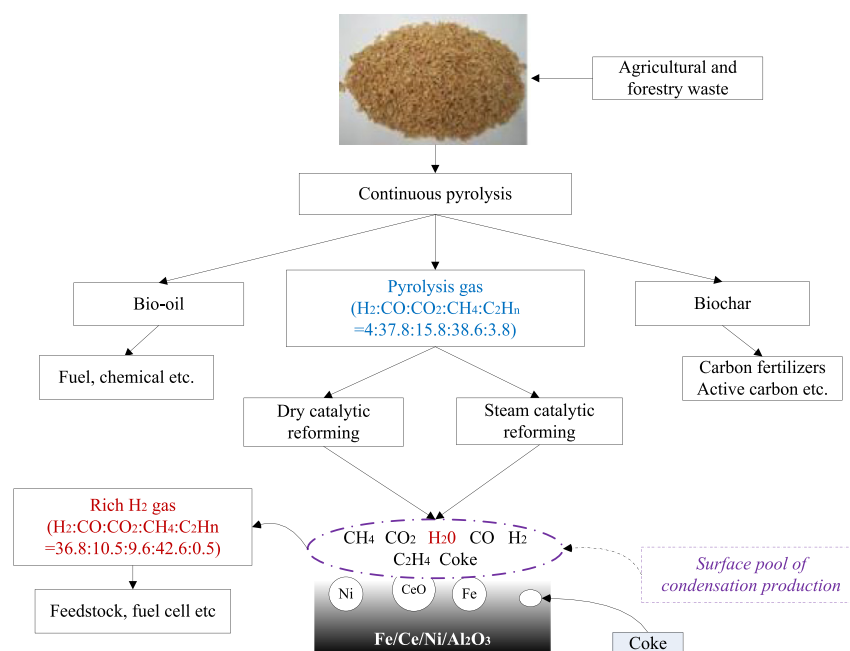 Agricultural and
forestry waste
Continuous pyrolysis
Bio-oil
Pyrolysis gas
(H2:CO:CO2:CH4:C2Hn
=4:37.8:15.8:38.6:3.8)
Biochar
Fuel, chemical etc.
Carbon fertilizers
Active carbon etc.
Dry catalytic
reforming
Steam catalytic
reforming
Rich H2 gas
(H2:CO:CO2:CH4:C2Hn
=36.8:10.5:9.6:42.6:0.5)
CH4 CO2 H20 CO H2
C2H4 Coke
Surface pool of
condensation production
Feedstock, fuel cell etc
Ni CeO Fe
Fe/Ce/Ni/Al2O3
Coke